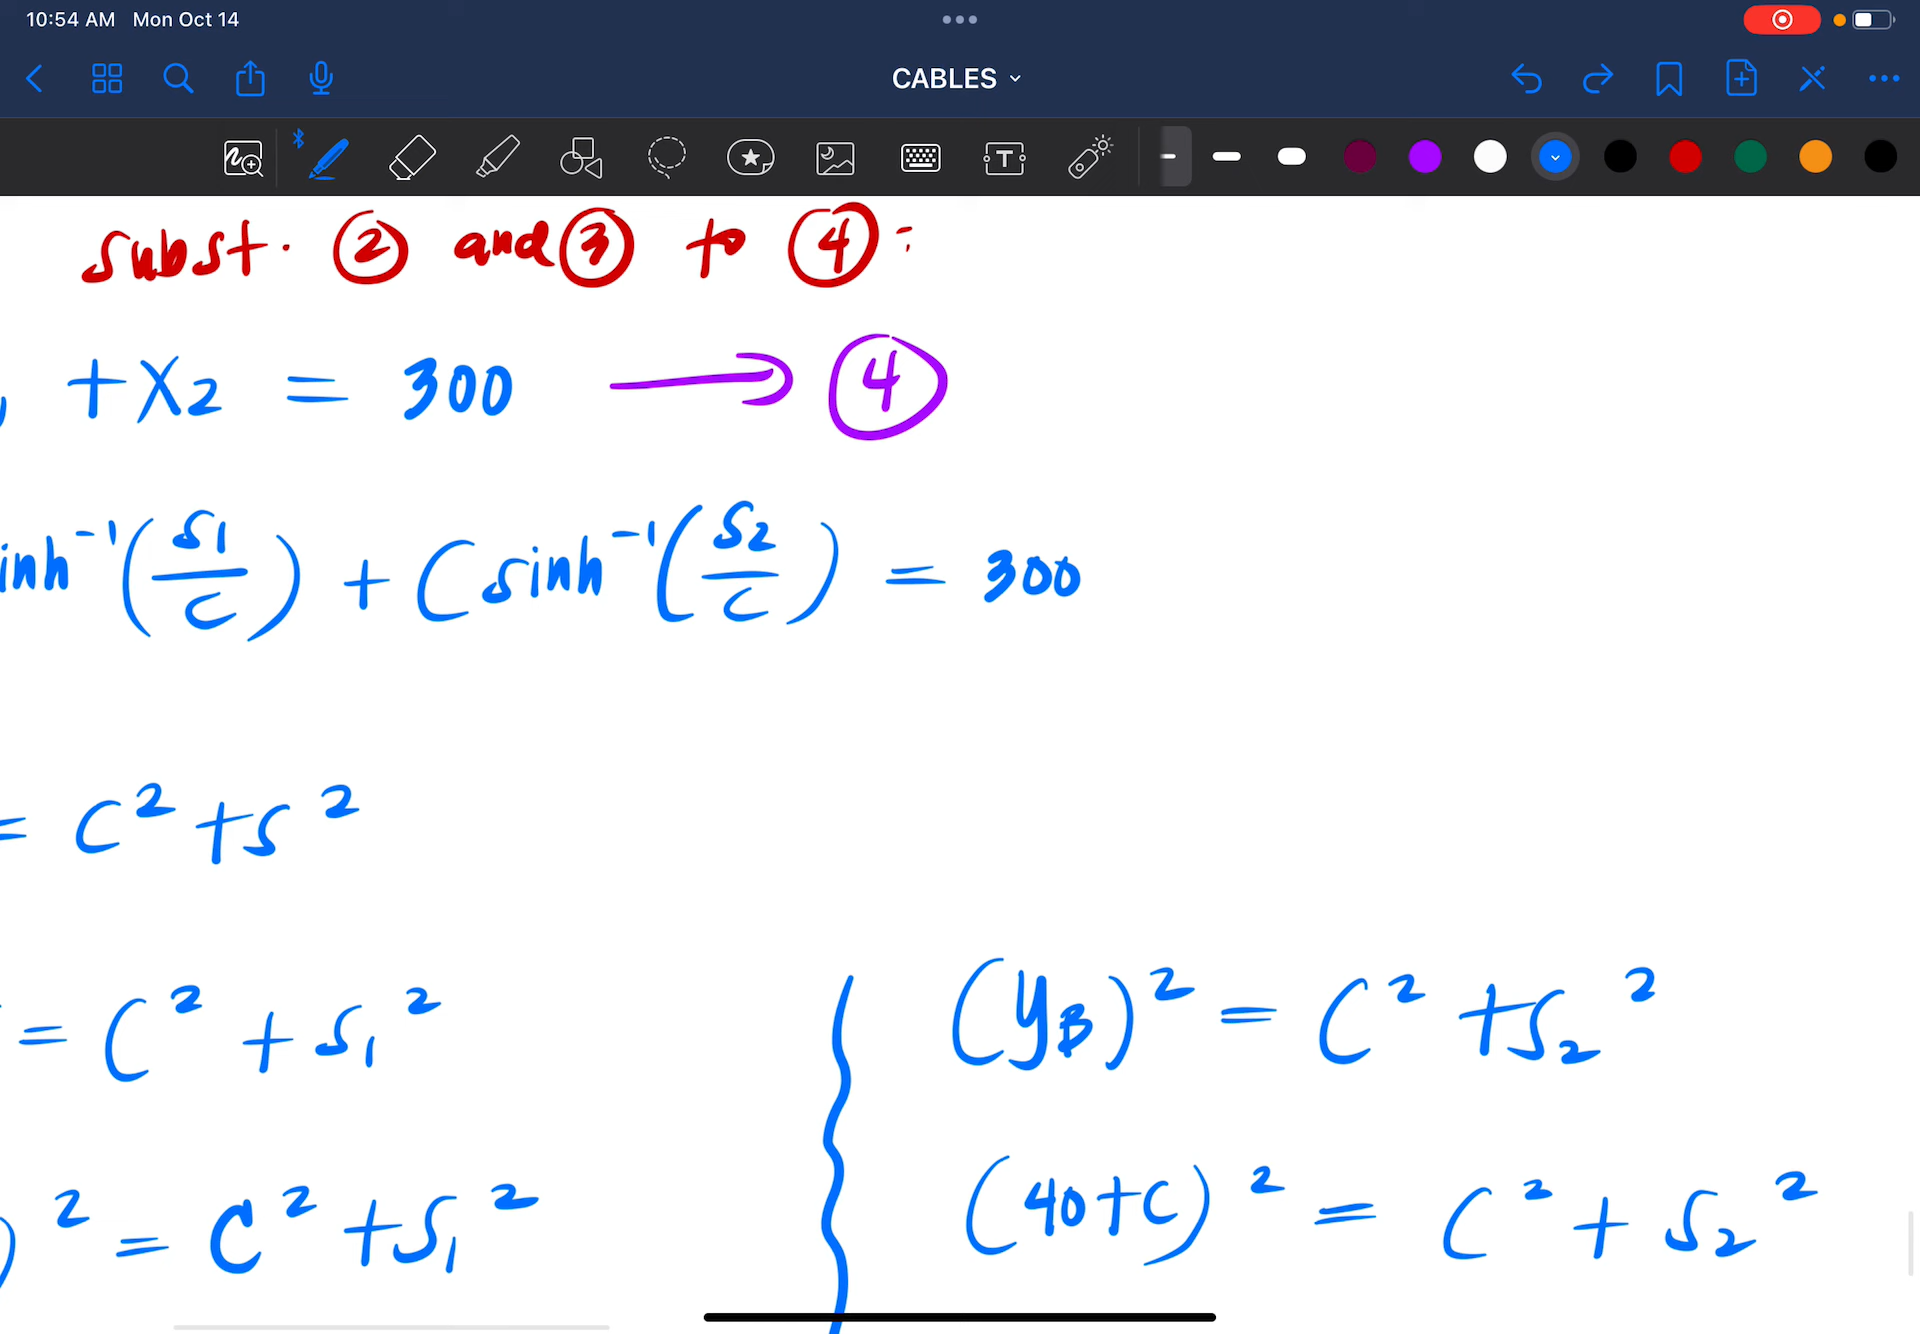 10:54 AM Mon Oct 14
CABLES
subst. ② and ③ to ④:
+ X₂ = 300 ⟶ ④
inh⁻¹(S₁/C) + C sinh⁻¹(S₂/C) = 300
= C² + S²
= C² + S₁²
(yB)² = C² + S₂²
)² = C² + S₁²
(40+C)² = C² + S₂²